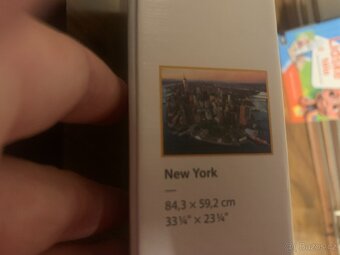 New York
84,3 × 59,2 cm
33¼" × 23¼"